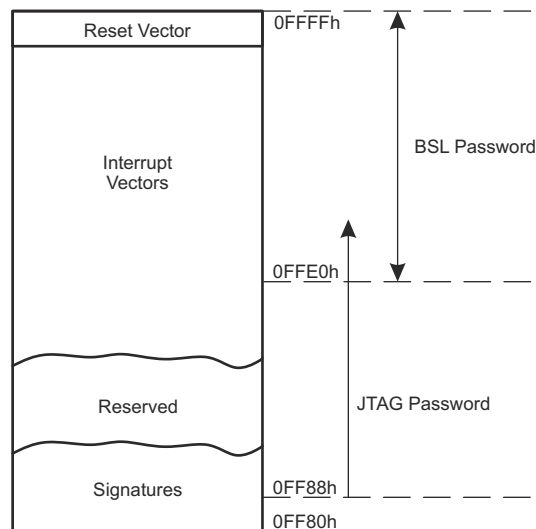 Reset Vector
0FFFFh
BSL Password
Interrupt
Vectors
0FFE0h
Reserved
JTAG Password
Signatures
0FF88h
0FF80h